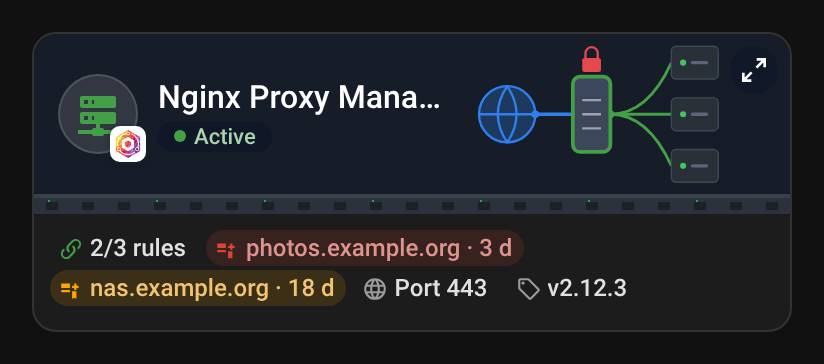 Nginx Proxy Mana…
Active
2/3 rules photos.example.org · 3 d
nas.example.org · 18 d Port 443 v2.12.3